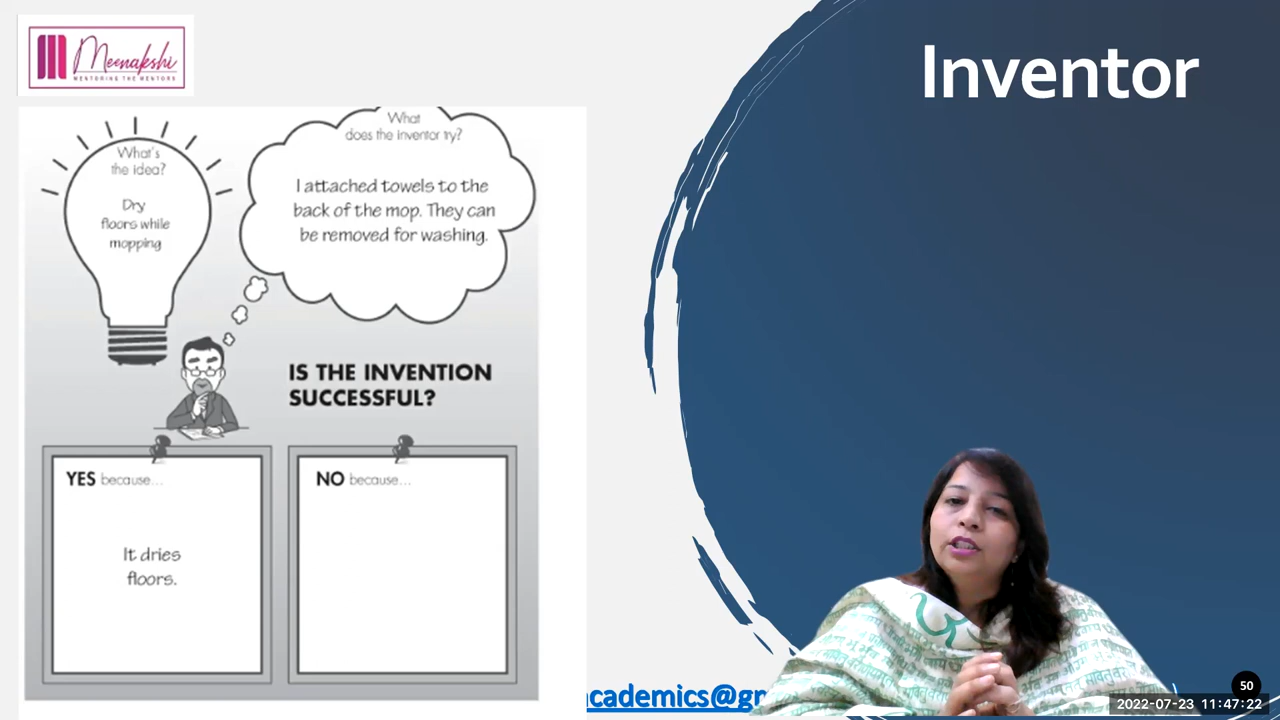 Meenakshi
MENTORING THE MENTORS
Inventor
What's
the idea?
Dry
floors while
mopping
What
does the inventor try?
I attached towels to the
back of the mop. They can
be removed for washing.
IS THE INVENTION
SUCCESSFUL?
YES because...
It dries
floors.
NO because...
academics@gr
50
2022-07-23 11:47:22